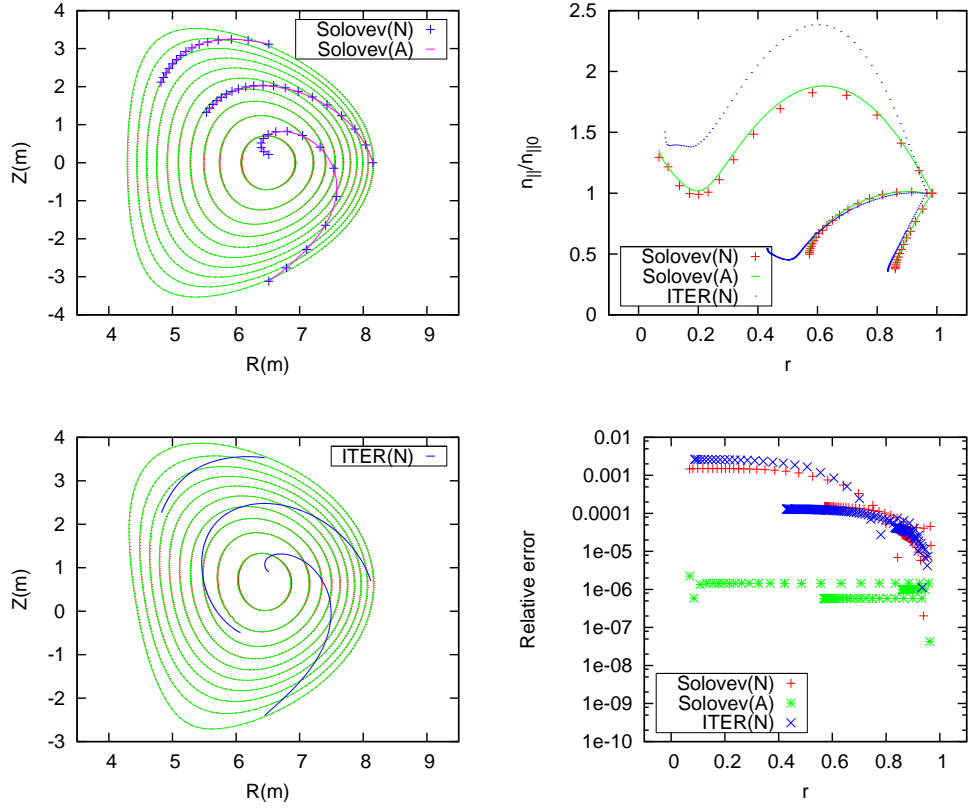 4
3
2
1
0
-1
-2
-3
-4
Z(m)
4 5 6 7 8 9
R(m)
Solovev(N)
Solovev(A)
2.5
2
1.5
1
0.5
0
n||/n||0
0 0.2 0.4 0.6 0.8 1
r
Solovev(N)
Solovev(A)
ITER(N)
4
3
2
1
0
-1
-2
-3
Z(m)
4 5 6 7 8 9
R(m)
ITER(N)
0.01
0.001
0.0001
1e-05
1e-06
1e-07
1e-08
1e-09
1e-10
Relative error
0 0.2 0.4 0.6 0.8 1
r
Solovev(N)
Solovev(A)
ITER(N)